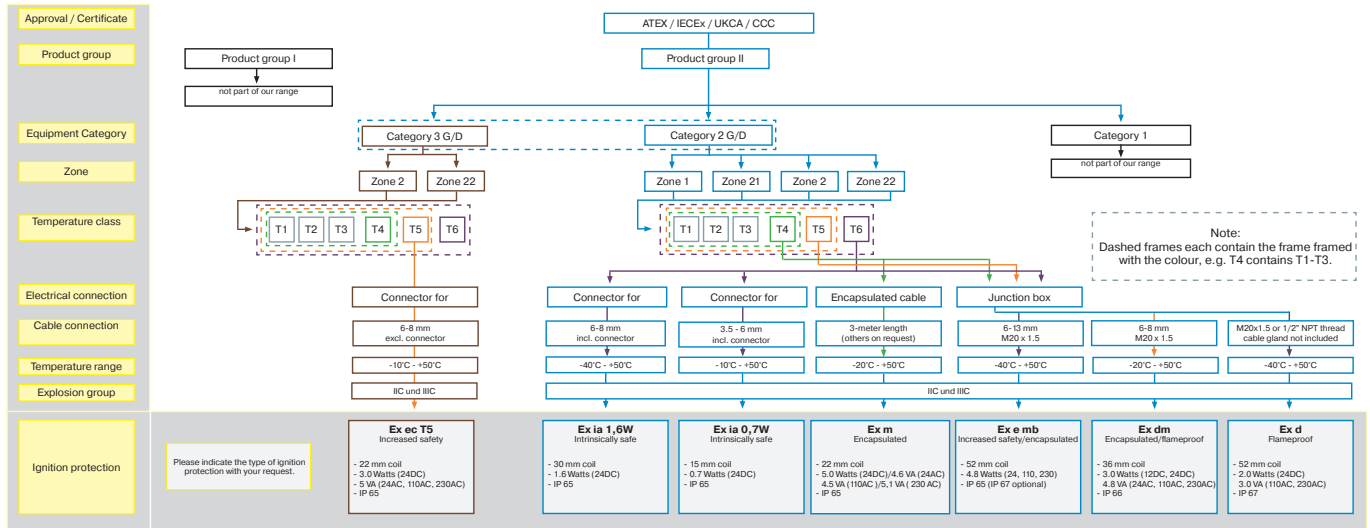 Approval / Certificate
ATEX / IECEx / UKCA / CCC
Product group
Product group I
Product group II
not part of our range
Equipment Category
Category 3 G/D
Category 2 G/D
Category 1
not part of our range
Zone
Zone 2
Zone 22
Zone 1
Zone 21
Zone 2
Zone 22
Temperature class
T1
T2
T3
T4
T5
T6
T1
T2
T3
T4
T5
T6
Note:
Dashed frames each contain the frame framed
with the colour, e.g. T4 contains T1-T3.
Electrical connection
Connector for
Connector for
Connector for
Encapsulated cable
Junction box
Cable connection
6-8 mm
excl. connector
6-8 mm
incl. connector
3.5 - 6 mm
incl. connector
3-meter length
(others on request)
6-13 mm
M20 x 1.5
6-8 mm
M20 x 1.5
M20x1.5 or 1/2" NPT thread
cable gland not included
Temperature range
-10°C - +50°C
-40°C - +50°C
-10°C - +50°C
-20°C - +50°C
-40°C - +50°C
-20°C - +50°C
-40°C - +50°C
Explosion group
IIC und IIIC
IIC und IIIC
Ignition protection
Please indicate the type of ignition
protection with your request.
Ex ec T5
Increased safety
- 22 mm coil
- 3.0 Watts (24DC)
- 5 VA (24AC, 110AC, 230AC)
- IP 65
Ex ia 1,6W
Intrinsically safe
- 30 mm coil
- 1.6 Watts (24DC)
- IP 65
Ex ia 0,7W
Intrinsically safe
- 15 mm coil
- 0.7 Watts (24DC)
- IP 65
Ex m
Encapsulated
- 22 mm coil
- 5.0 Watts (24DC)/4.6 VA (24AC)
4.5 VA (110AC )/5,1 VA ( 230 AC)
- IP 65
Ex e mb
Increased safety/encapsulated
- 52 mm coil
- 4.8 Watts (24, 110, 230)
- IP 65 (IP 67 optional)
Ex dm
Encapsulated/flameproof
- 36 mm coil
- 3.0 Watts (12DC, 24DC)
4.8 VA (24AC, 110AC, 230AC)
- IP 66
Ex d
Flameproof
- 52 mm coil
- 2.0 Watts (24DC)
3.0 VA (110AC, 230AC)
- IP 67